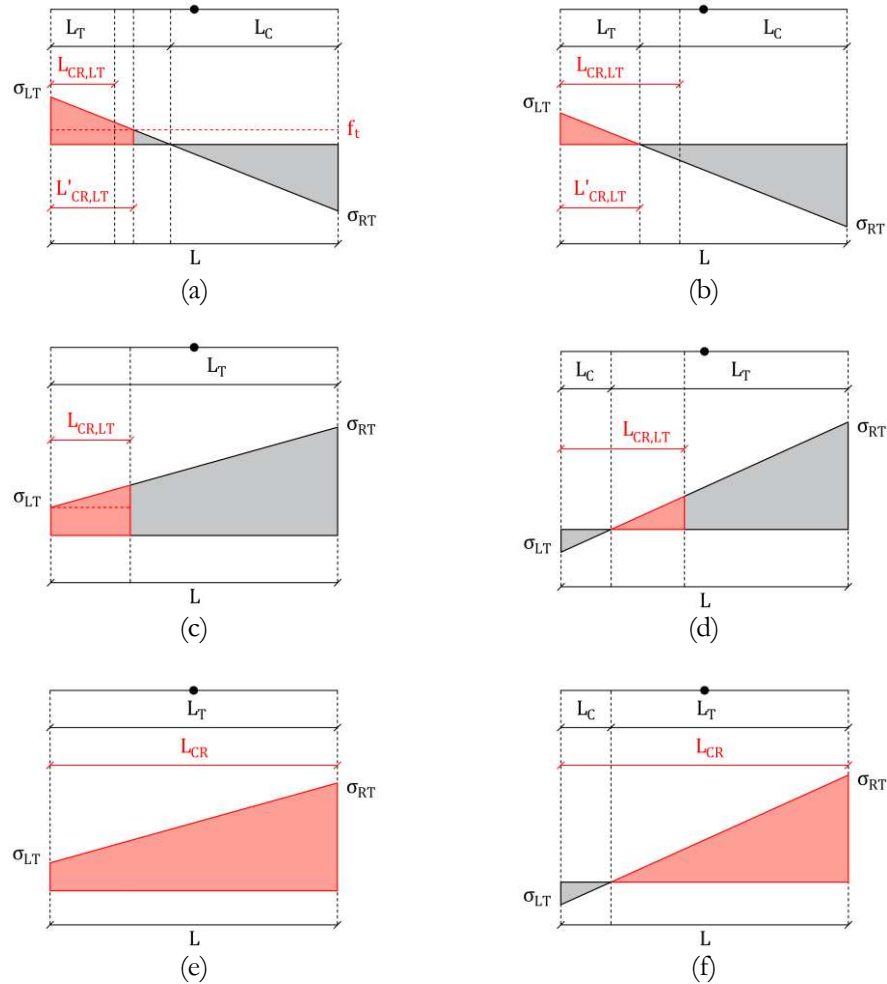 L_T L_C
L_CR,LT
σ_LT
f_t
L'_CR,LT
σ_RT
L
(a)
L_T L_C
L_CR,LT
σ_LT
L'_CR,LT
σ_RT
L
(b)
L_T
L_CR,LT
σ_RT
σ_LT
L
(c)
L_C L_T
L_CR,LT
σ_RT
σ_LT
L
(d)
L_T
L_CR
σ_RT
σ_LT
L
(e)
L_C L_T
L_CR
σ_RT
σ_LT
L
(f)